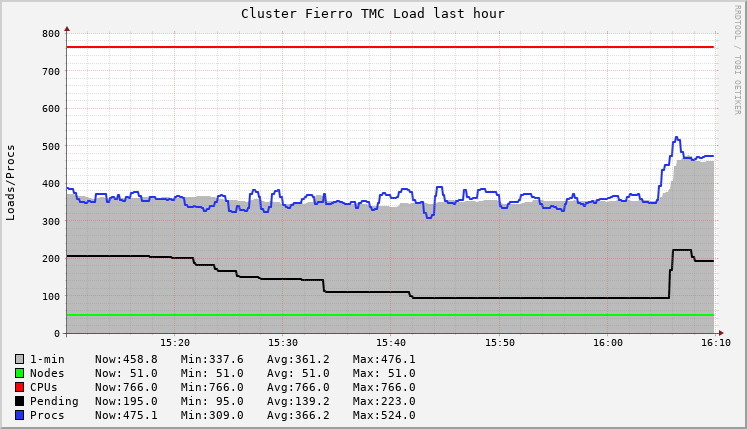 Cluster Fierro TMC Load last hour
RRDTOOL / TOBI OETIKER
Loads/Procs
800
700
600
500
400
300
200
100
0
15:20 15:30 15:40 15:50 16:00 16:10
1-min Now:458.8 Min:337.6 Avg:361.2 Max:476.1
Nodes Now: 51.0 Min: 51.0 Avg: 51.0 Max: 51.0
CPUs Now:766.0 Min:766.0 Avg:766.0 Max:766.0
Pending Now:195.0 Min: 95.0 Avg:139.2 Max:223.0
Procs Now:475.1 Min:309.0 Avg:366.2 Max:524.0